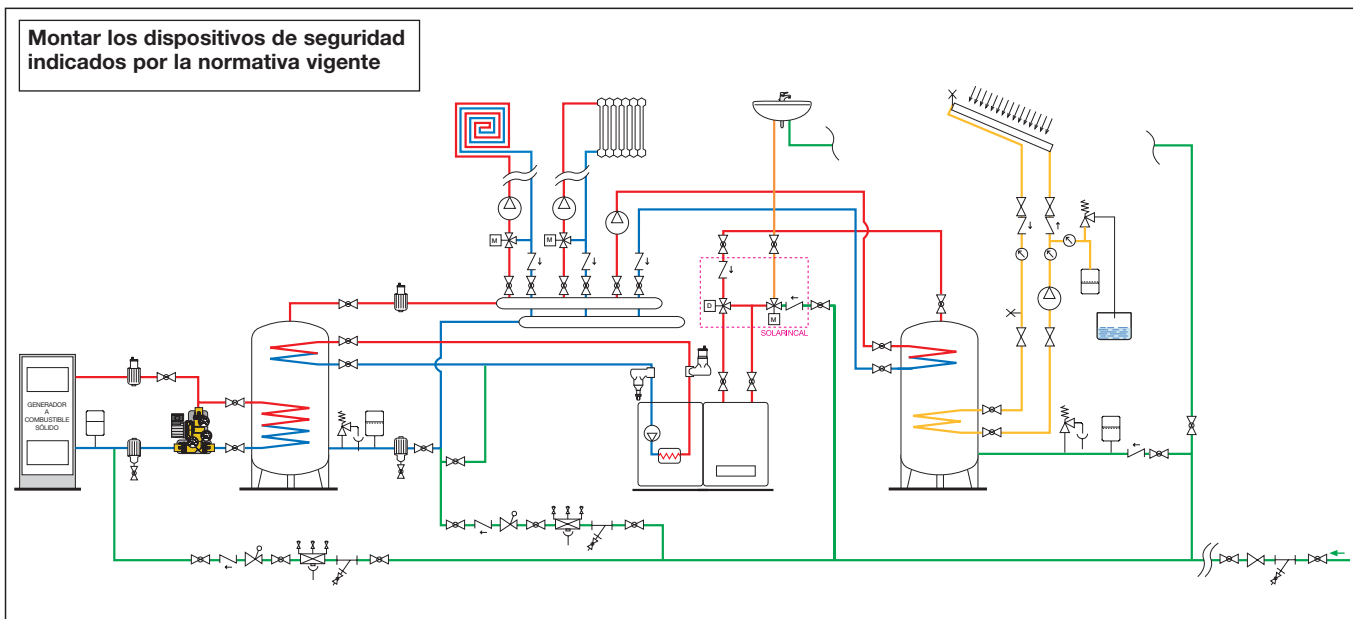 Montar los dispositivos de seguridad
indicados por la normativa vigente
M
M
D
M
SOLARINCAL
GENERADOR
A
COMBUSTIBLE
SÓLIDO